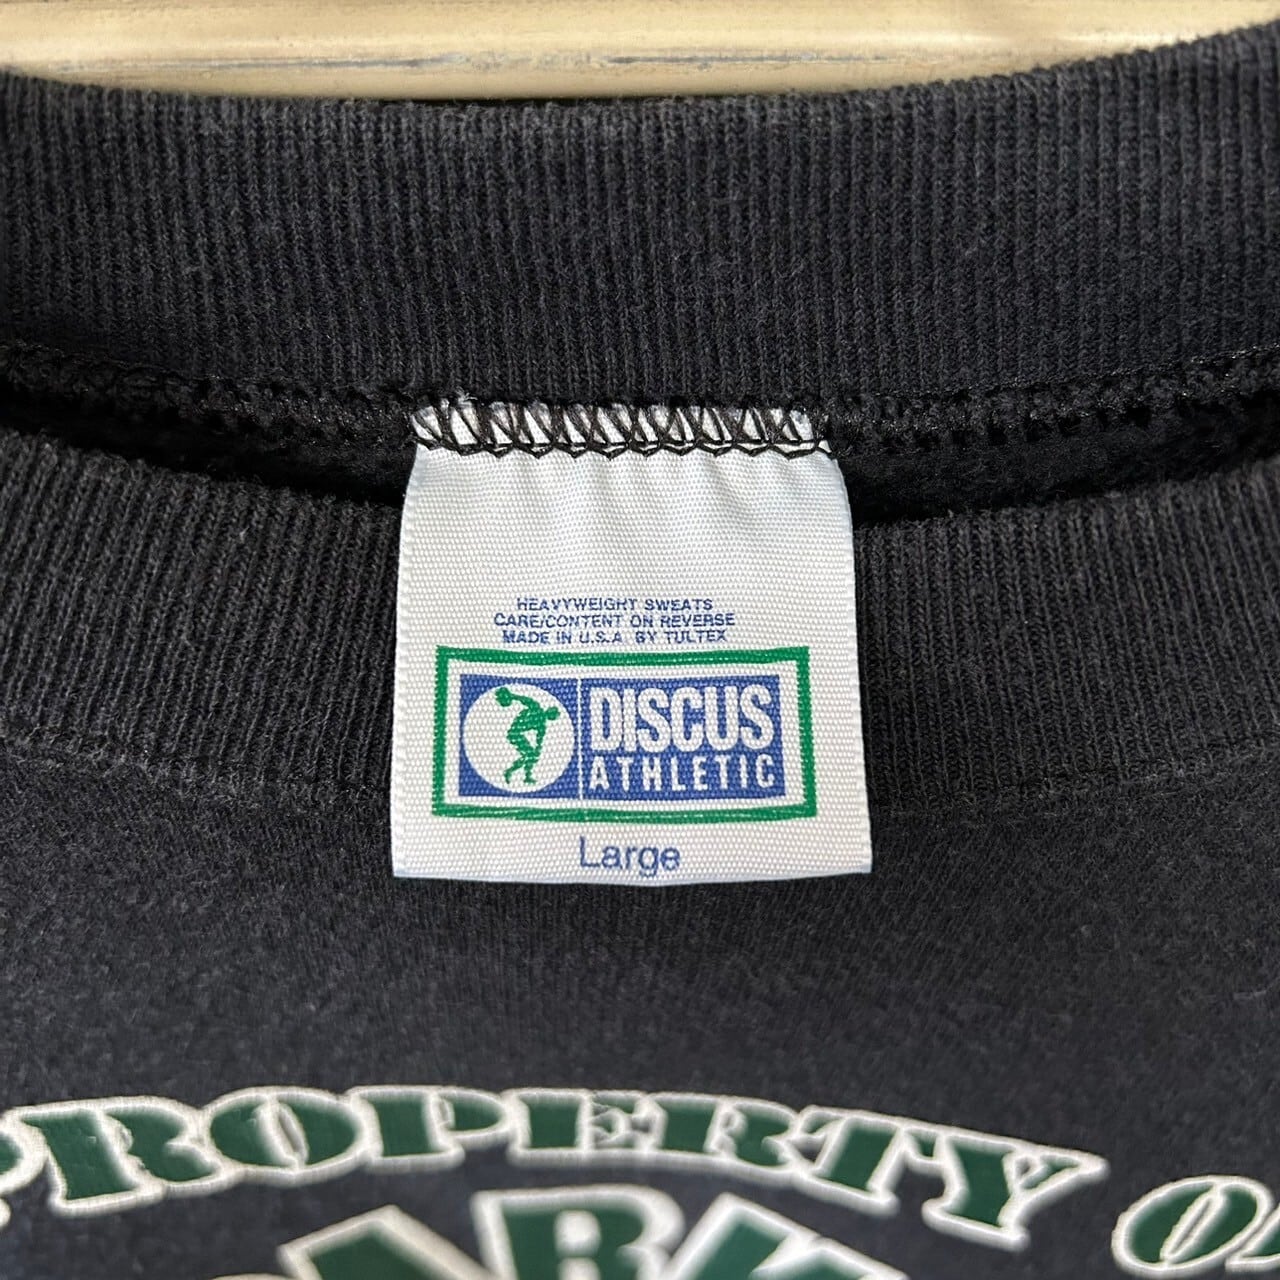 HEAVYWEIGHT SWEATS
CARE/CONTENT ON REVERSE
MADE IN U.S.A. BY TULTEX
DISCUS
ATHLETIC
Large
PROPERTY